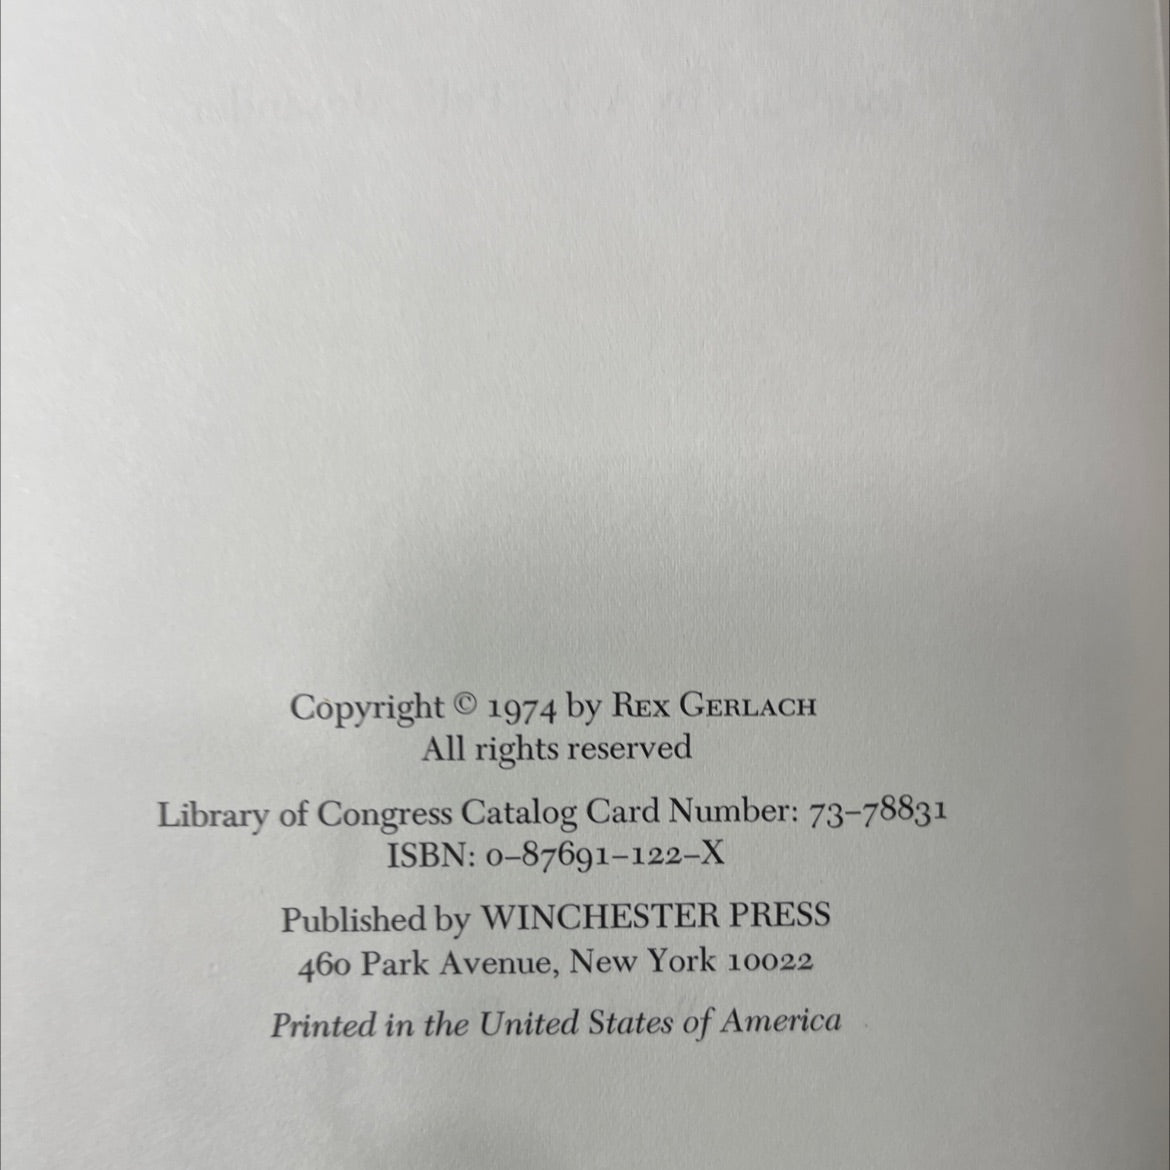 Copyright © 1974 by REX GERLACH
All rights reserved
Library of Congress Catalog Card Number: 73–78831
ISBN: 0–87691–122–X
Published by WINCHESTER PRESS
460 Park Avenue, New York 10022
Printed in the United States of America